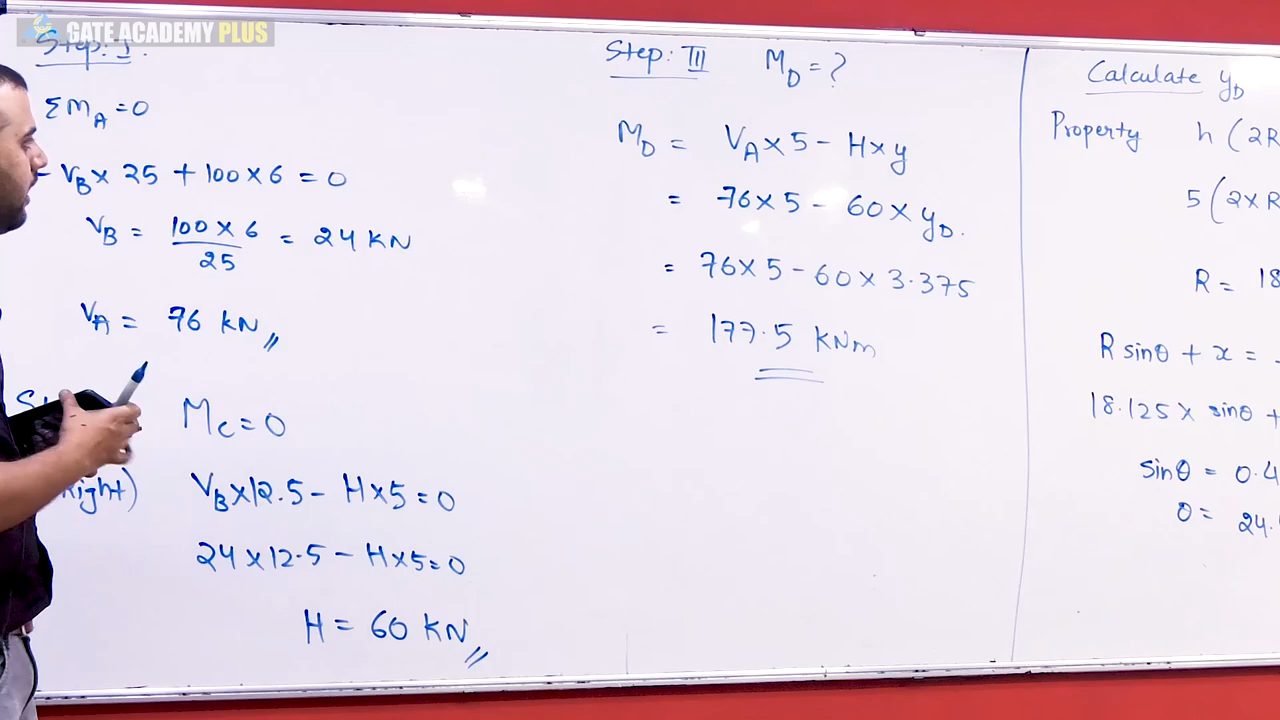 GATE ACADEMY PLUS
Step: I
ΣM_A = 0
- V_B × 25 + 100 × 6 = 0
V_B = 100 × 6 / 25 = 24 KN
V_A = 76 KN
M_C = 0
Right) V_B × 12.5 - H × 5 = 0
24 × 12.5 - H × 5 = 0
H = 60 KN
Step: III M_D = ?
M_D = V_A × 5 - H × y
= 76 × 5 - 60 × y_D.
= 76 × 5 - 60 × 3.375
= 177.5 KNm
Calculate y_D
Property h (2R
5 (2 × R
R = 18
R sinθ + x =
18.125 × sinθ +
sinθ = 0.4
θ = 24.